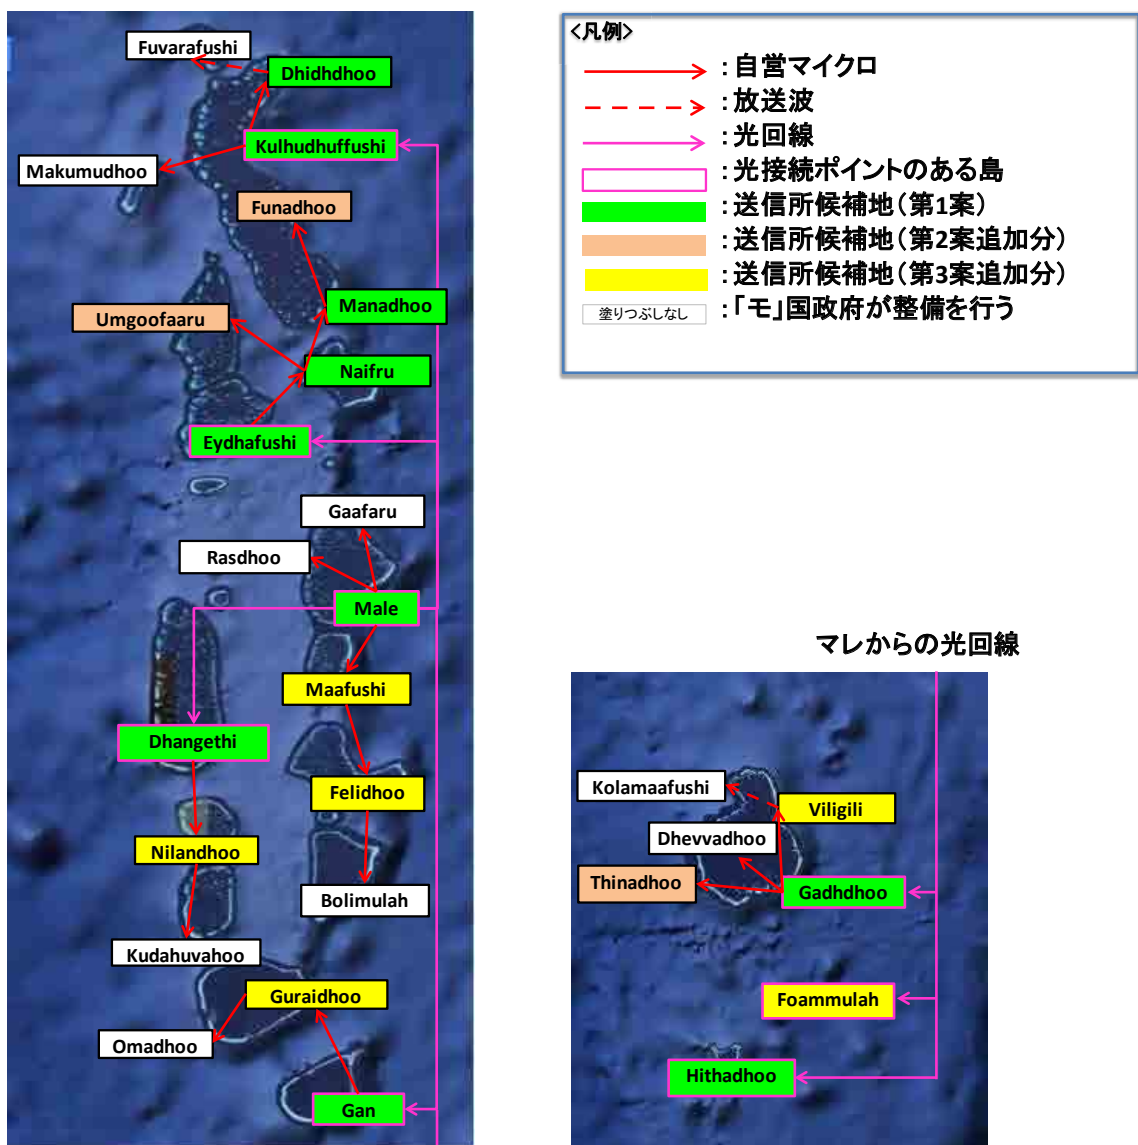 Fuvarafushi
Dhidhdhoo
Kulhudhuffushi
Makumudhoo
Funadhoo
Manadhoo
Umgoofaaru
Naifru
Eydhafushi
Gaafaru
Rasdhoo
Male
Maafushi
Dhangethi
Felidhoo
Nilandhoo
Bolimulah
Kudahuvahoo
Guraidhoo
Omadhoo
Gan
<凡例>
：自営マイクロ
：放送波
：光回線
：光接続ポイントのある島
：送信所候補地（第1案）
：送信所候補地（第2案追加分）
：送信所候補地（第3案追加分）
塗りつぶしなし ：「モ」国政府が整備を行う
マレからの光回線
Kolamaafushi
Viligili
Dhevvadhoo
Thinadhoo
Gadhdhoo
Foammulah
Hithadhoo